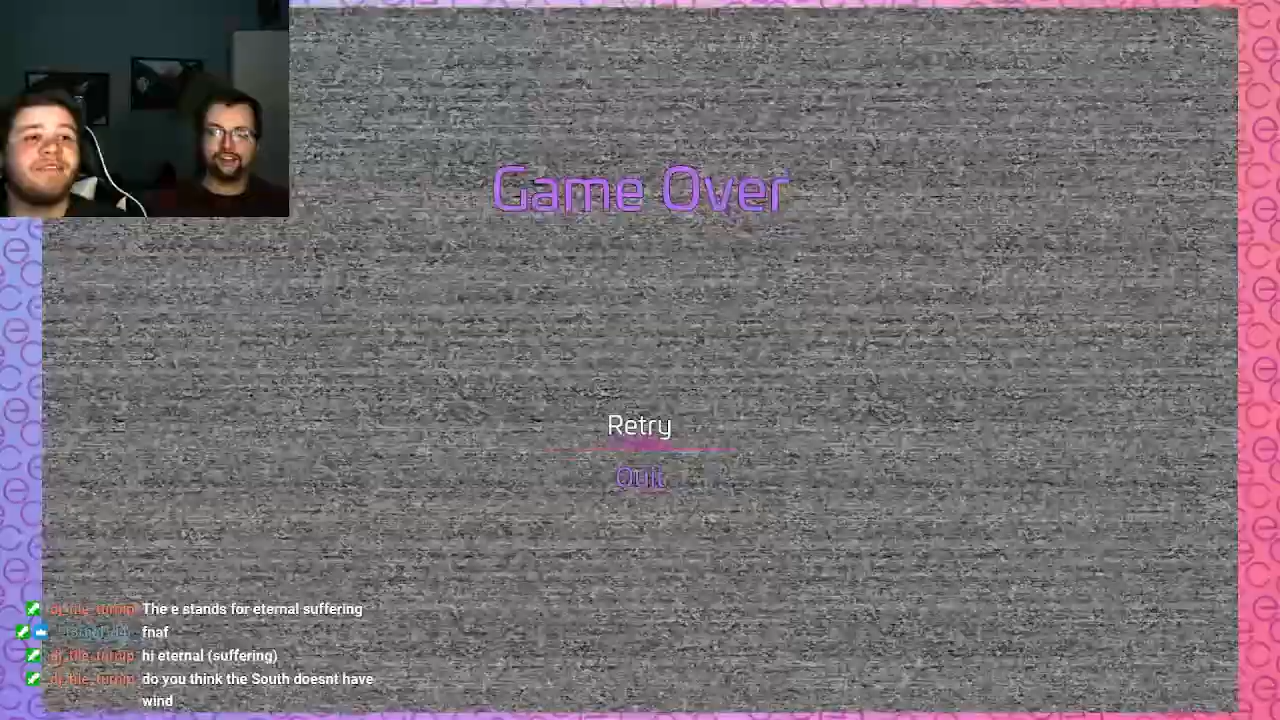 Game Over
Retry
Quit
The e stands for eternal suffering
fnaf
hi eternal (suffering)
do you think the South doesnt have
wind